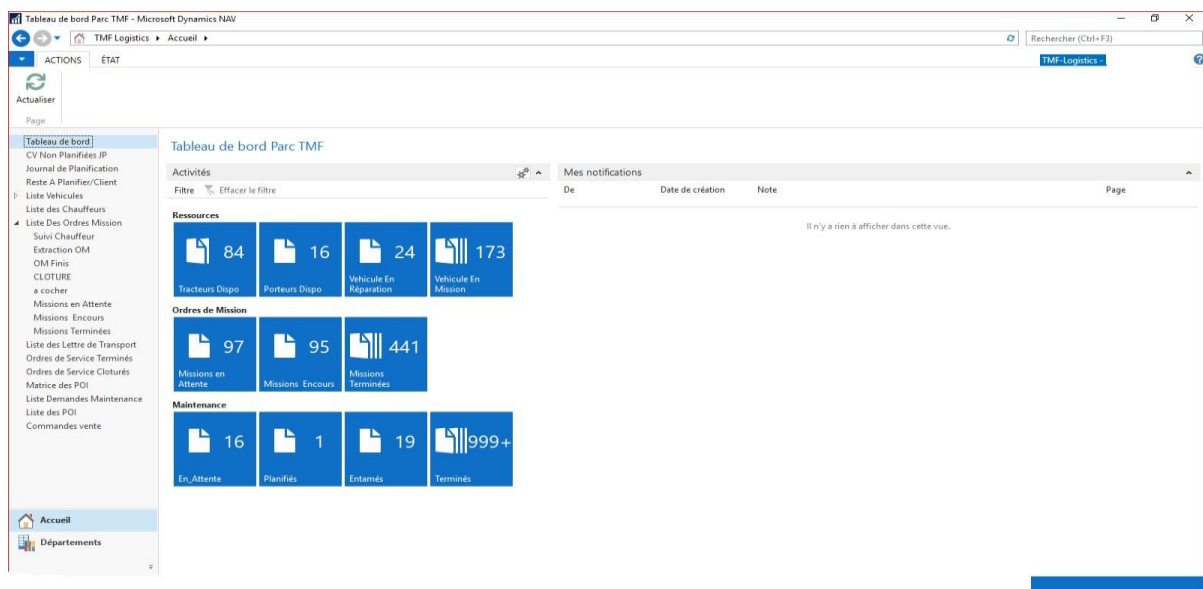 Tableau de bord Parc TMF - Microsoft Dynamics NAV
TMF Logistics ▸ Accueil ▸
Rechercher (Ctrl+F3)
ACTIONS ÉTAT
TMF-Logistics -
Actualiser
Page
Tableau de bord
CV Non Planifiées JP
Journal de Planification
Reste A Planifier/Client
Liste Vehicules
Liste des Chauffeurs
Liste Des Ordres Mission
Suivi Chauffeur
Extraction OM
OM Finis
CLOTURE
a cocher
Missions en Attente
Missions Encours
Missions Terminées
Liste des Lettre de Transport
Ordres de Service Terminés
Ordres de Service Cloturés
Matrice des POI
Liste Demandes Maintenance
Liste des POI
Commandes vente
Accueil
Départements
Tableau de bord Parc TMF
Activités
Filtre Effacer le filtre
Ressources
84 16 24 173
Tracteurs Dispo Porteurs Dispo Vehicule En Réparation Vehicule En Mission
Ordres de Mission
97 95 441
Missions en Attente Missions Encours Missions Terminées
Maintenance
16 1 19 999+
En_Attente Planifiés Entamés Terminés
Mes notifications
De Date de création Note Page
Il n'y a rien à afficher dans cette vue.